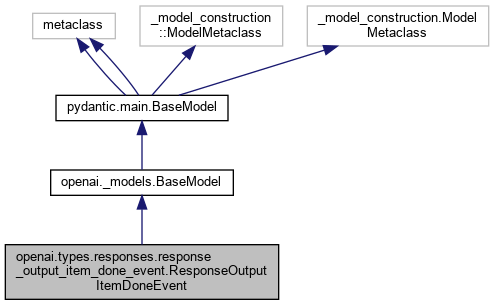 metaclass
_model_construction
::ModelMetaclass
_model_construction.Model
Metaclass
pydantic.main.BaseModel
openai._models.BaseModel
openai.types.responses.response
_output_item_done_event.ResponseOutput
ItemDoneEvent